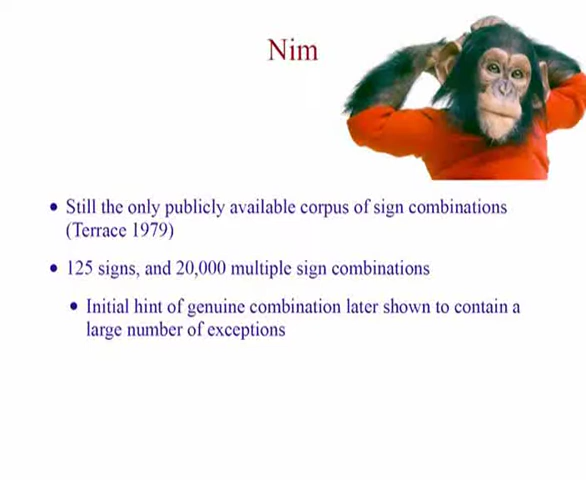 Nim
• Still the only publicly available corpus of sign combinations
(Terrace 1979)
• 125 signs, and 20,000 multiple sign combinations
• Initial hint of genuine combination later shown to contain a
large number of exceptions